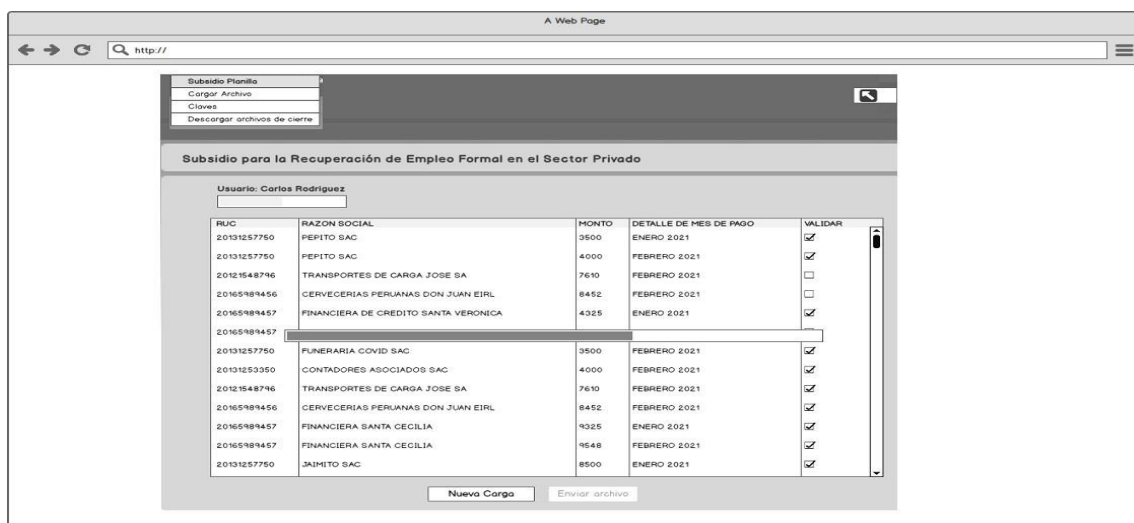 A Web Page
http://
Subsidio Planilla
Cargar Archivo
Claves
Descargar archivos de cierre
Subsidio para la Recuperación de Empleo Formal en el Sector Privado
Usuario: Carlos Rodriguez
RUC RAZON SOCIAL MONTO DETALLE DE MES DE PAGO VALIDAR
20131257750 PEPITO SAC 3500 ENERO 2021
20131257750 PEPITO SAC 4000 FEBRERO 2021
20121548796 TRANSPORTES DE CARGA JOSE SA 7610 FEBRERO 2021
20165989456 CERVECERIAS PERUANAS DON JUAN EIRL 8452 FEBRERO 2021
20165989457 FINANCIERA DE CREDITO SANTA VERONICA 4325 ENERO 2021
20165989457
20131257750 FUNERARIA COVID SAC 3500 FEBRERO 2021
20131253350 CONTADORES ASOCIADOS SAC 4000 FEBRERO 2021
20121548796 TRANSPORTES DE CARGA JOSE SA 7610 FEBRERO 2021
20165989456 CERVECERIAS PERUANAS DON JUAN EIRL 8452 FEBRERO 2021
20165989457 FINANCIERA SANTA CECILIA 9325 ENERO 2021
20165989457 FINANCIERA SANTA CECILIA 9548 FEBRERO 2021
20131257750 JAIMITO SAC 8500 ENERO 2021
Nueva Carga Enviar archivo